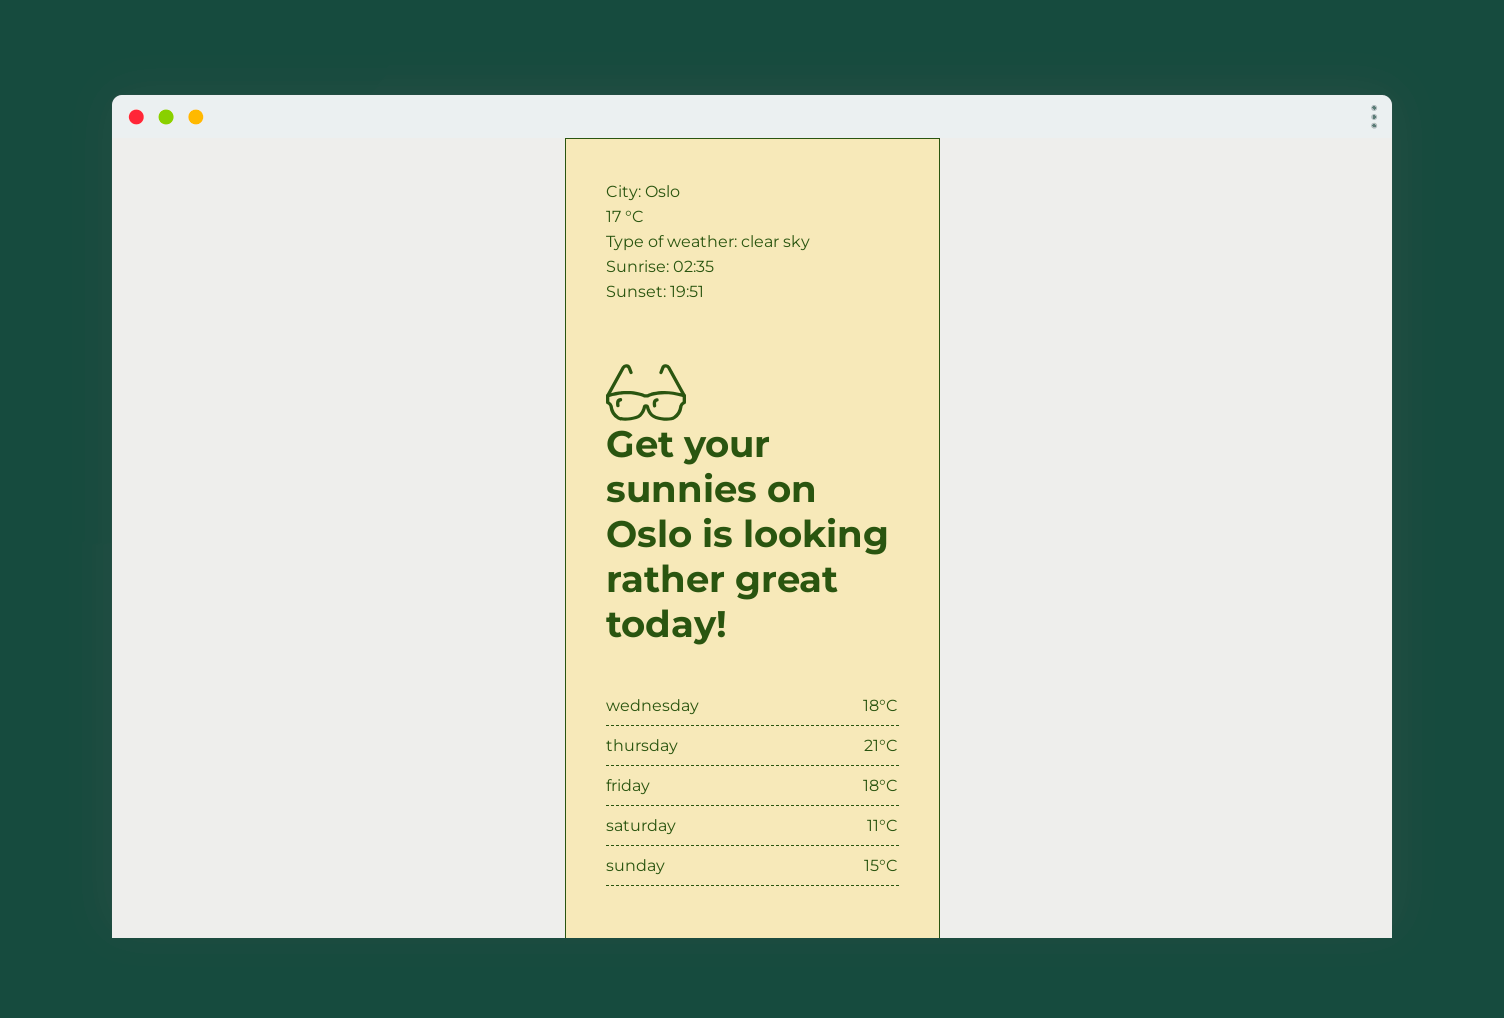 City: Oslo
17 °C
Type of weather: clear sky
Sunrise: 02:35
Sunset: 19:51
Get your
sunnies on
Oslo is looking
rather great
today!
wednesday 18°C
thursday 21°C
friday 18°C
saturday 11°C
sunday 15°C